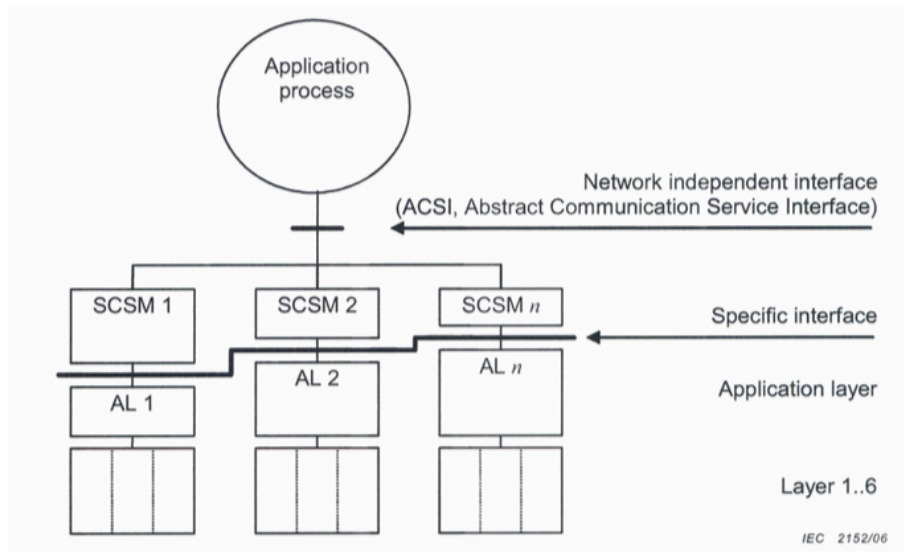 Application
process
Network independent interface
(ACSI, Abstract Communication Service Interface)
SCSM 1
SCSM 2
SCSM n
Specific interface
AL 1
AL 2
AL n
Application layer
Layer 1..6
IEC 2152/06